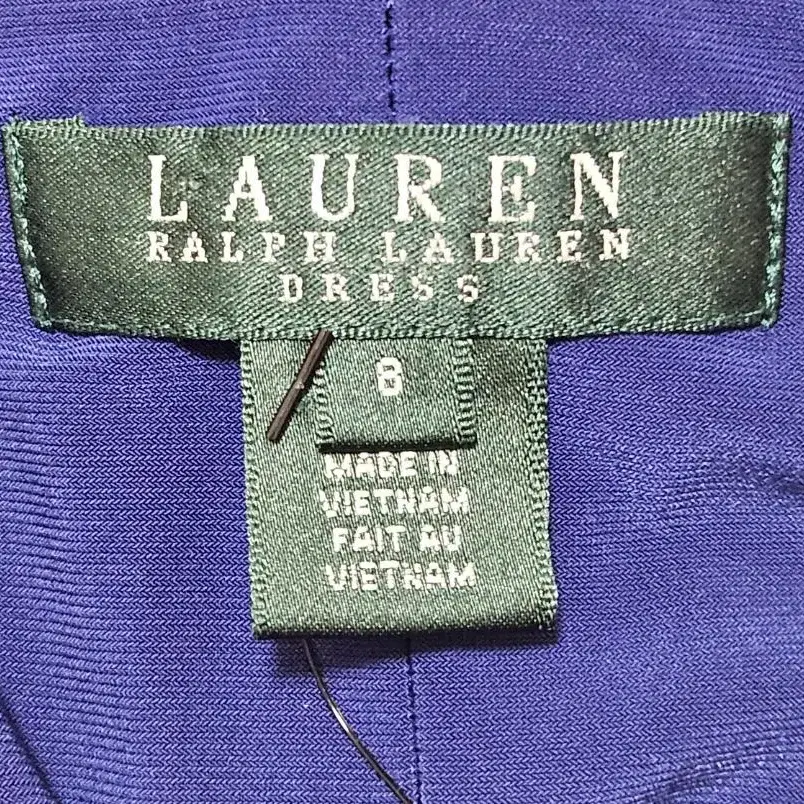 LAUREN
RALPH LAUREN
DRESS
8
MADE IN
VIETNAM
FAIT AU
VIETNAM